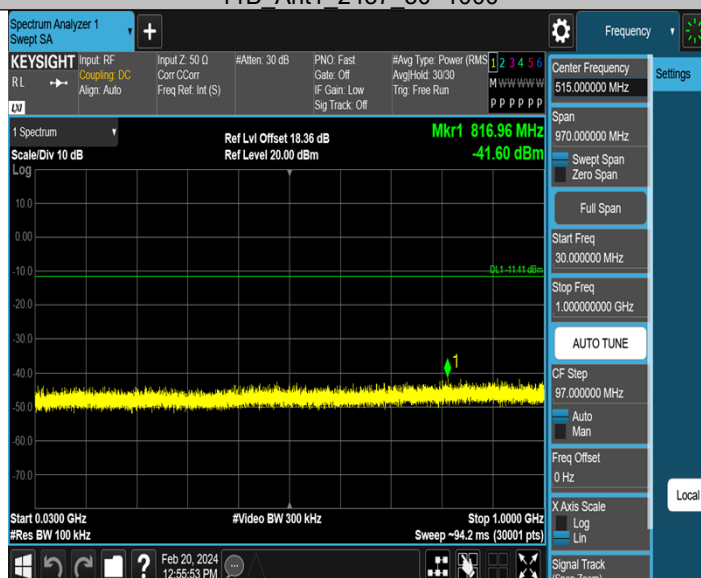 Spectrum Analyzer 1
Swept SA
+
Frequency
KEYSIGHT
RL
LXI
Input: RF
Coupling: DC
Align: Auto
Input Z: 50 Ω
Corr CCorr
Freq Ref: Int (S)
#Atten: 30 dB
PNO: Fast
Gate: Off
IF Gain: Low
Sig Track: Off
#Avg Type: Power (RMS
Avg|Hold: 30/30
Trig: Free Run
1 2 3 4 5 6
M W W W W W
P P P P P P
1 Spectrum
Scale/Div 10 dB
Log
Ref Lvl Offset 18.36 dB
Ref Level 20.00 dBm
Mkr1 816.96 MHz
-41.60 dBm
10.0
0.00
-10.0
DL1 -11.41 dBm
-20.0
-30.0
-40.0
1
-50.0
-60.0
-70.0
Start 0.0300 GHz
#Res BW 100 kHz
#Video BW 300 kHz
Stop 1.0000 GHz
Sweep ~94.2 ms (30001 pts)
Center Frequency
515.000000 MHz
Settings
Span
970.000000 MHz
Swept Span
Zero Span
Full Span
Start Freq
30.000000 MHz
Stop Freq
1.000000000 GHz
AUTO TUNE
CF Step
97.000000 MHz
Auto
Man
Freq Offset
0 Hz
Local
X Axis Scale
Log
Lin
Signal Track
?
Feb 20, 2024
12:55:53 PM